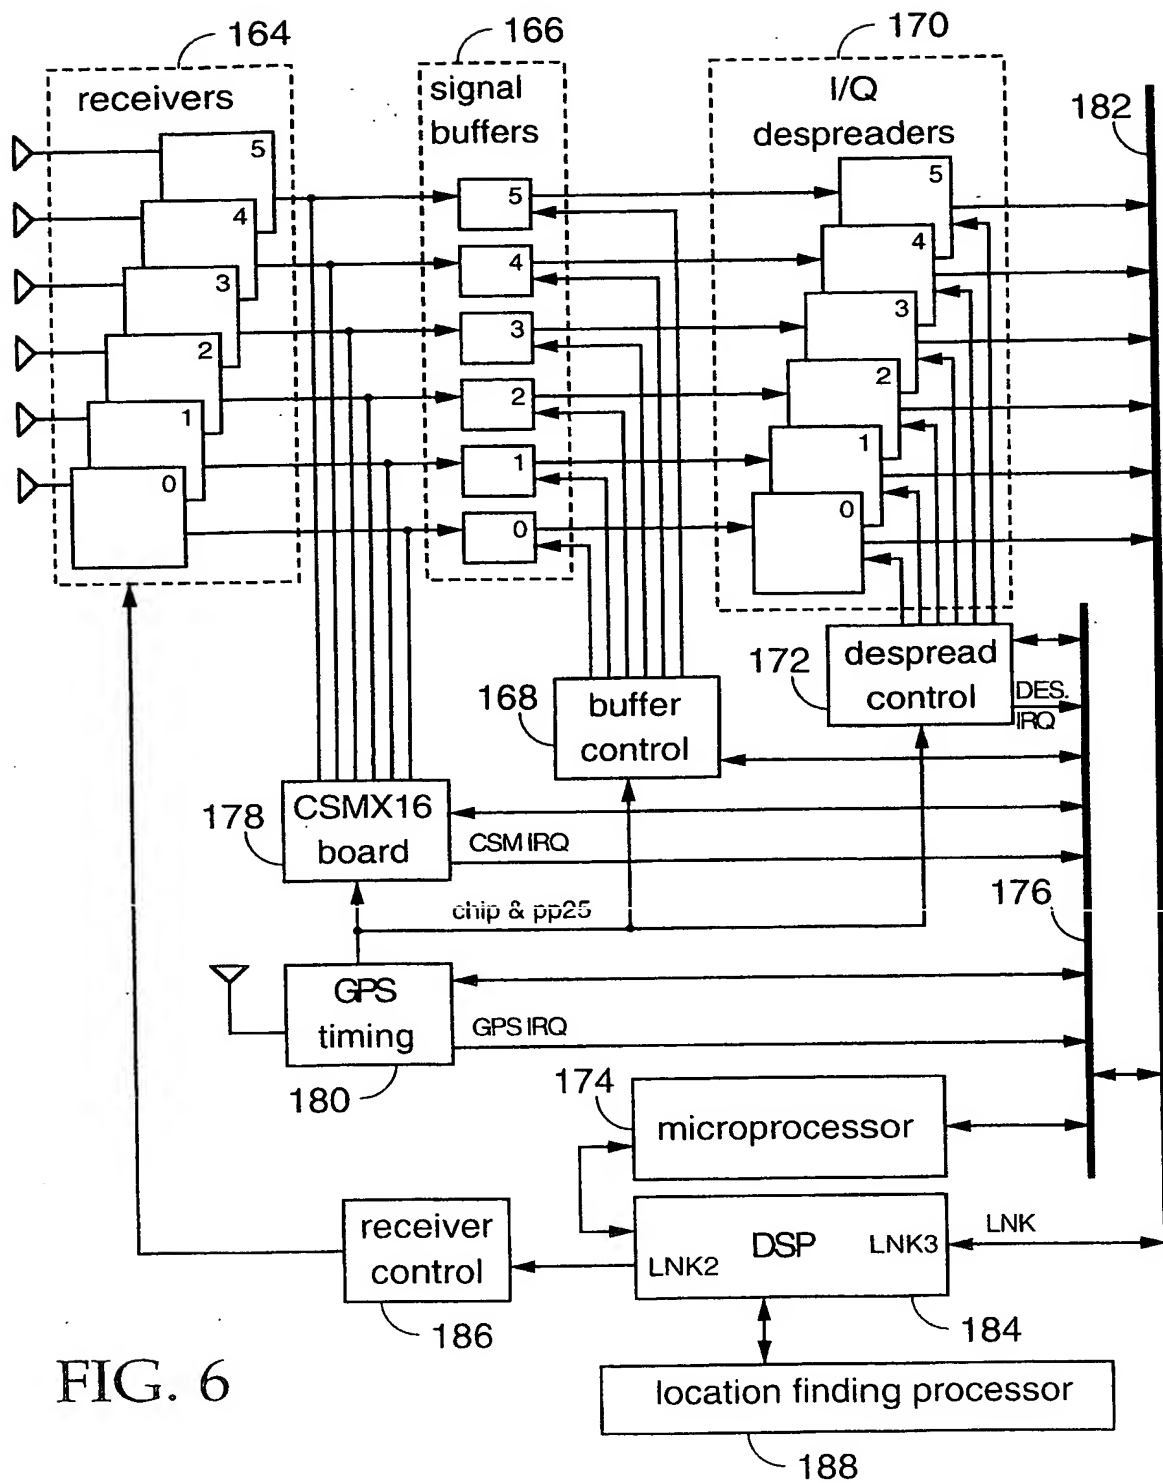 164
166
170
receivers
signal
buffers
I/Q
despreaders
182
5
4
3
2
1
0
5
4
3
2
1
0
5
4
3
2
1
0
172
despread
control
DES.
IRQ
168
buffer
control
178
CSMX16
board
CSM IRQ
176
chip & pp25
GPS
timing
GPS IRQ
180
174
microprocessor
receiver
control
186
DSP
LNK2
LNK3
LNK
184
FIG. 6
location finding processor
188